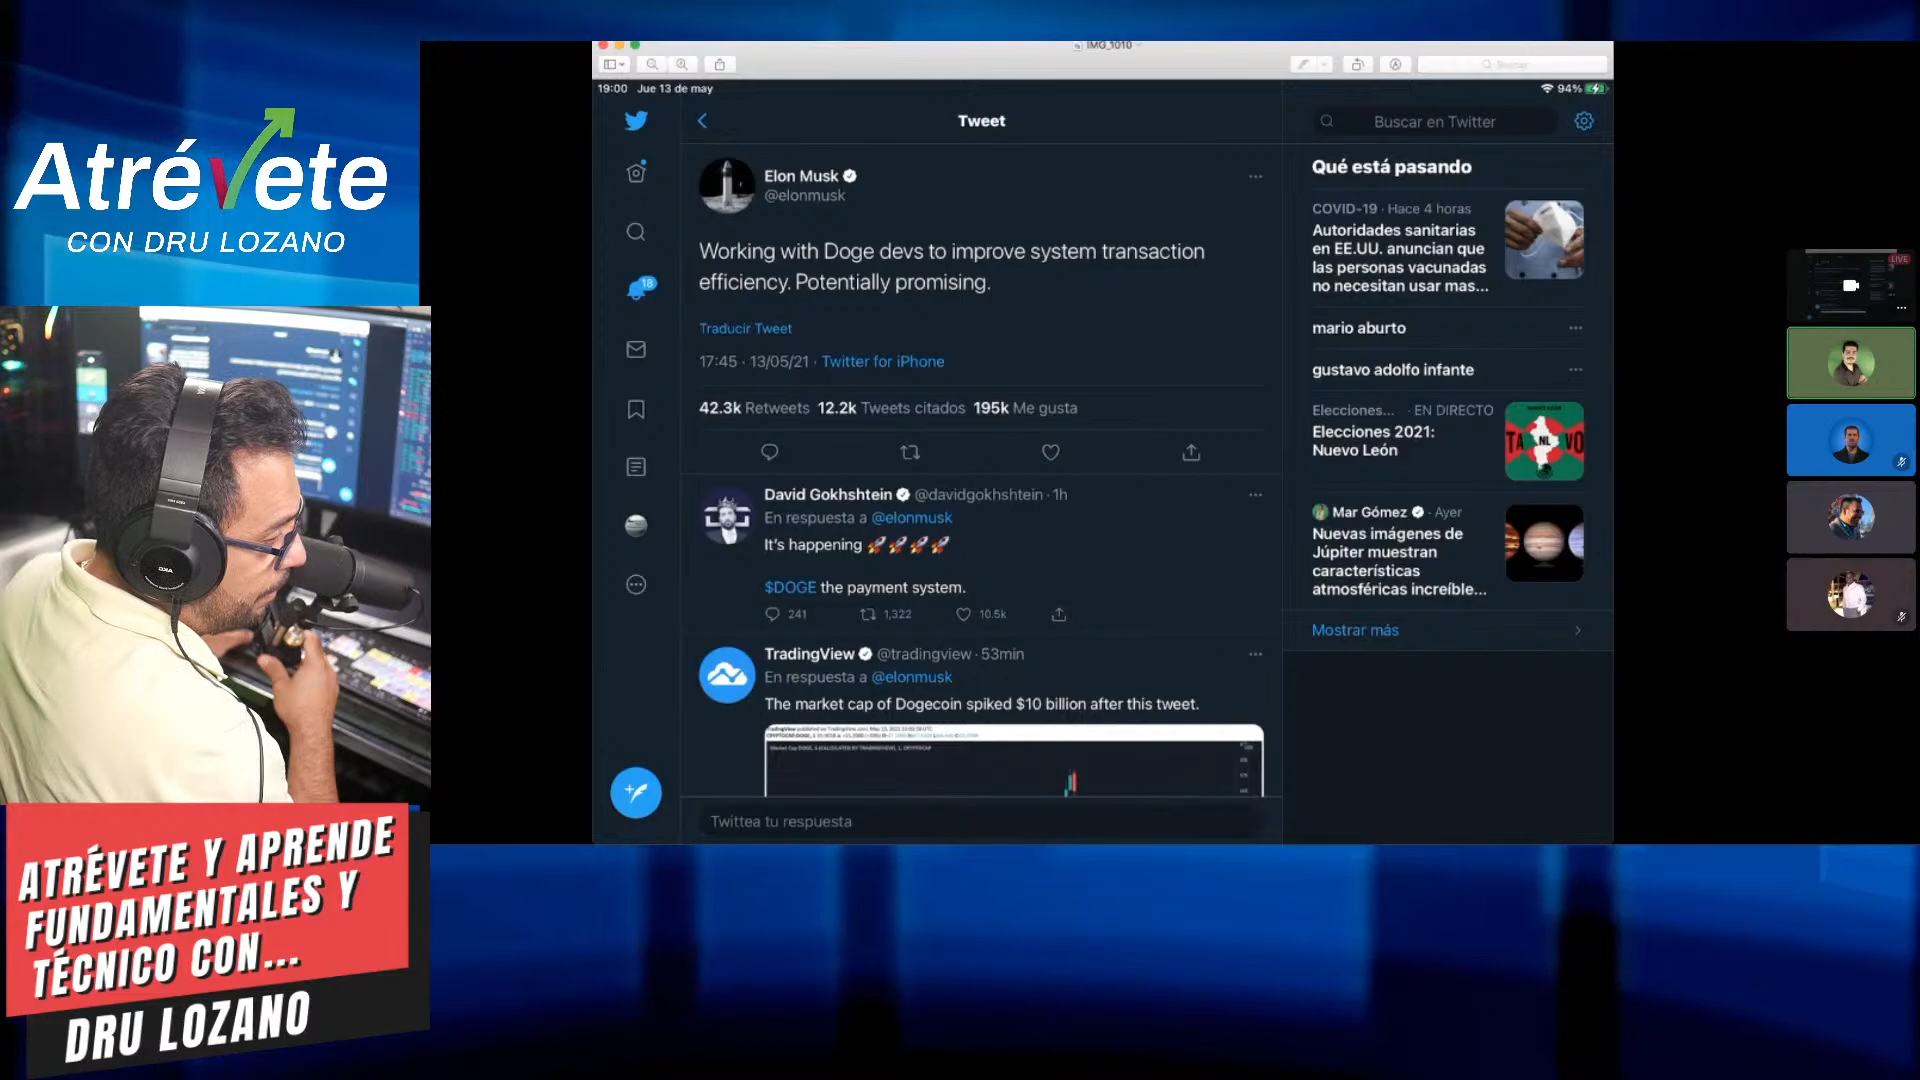 Atrévete
CON DRU LOZANO
ATRÉVETE Y APRENDE
FUNDAMENTALES Y
TÉCNICO CON...
DRU LOZANO
IMG_1010
Buscar
19:00 Jue 13 de may
94%
Tweet
Elon Musk
@elonmusk
Working with Doge devs to improve system transaction
efficiency. Potentially promising.
Traducir Tweet
17:45 · 13/05/21 · Twitter for iPhone
42.3k Retweets 12.2k Tweets citados 195k Me gusta
18
David Gokhshtein @davidgokhshtein · 1h
En respuesta a @elonmusk
It's happening 🚀🚀🚀🚀
$DOGE the payment system.
241 1,322 10.5k
TradingView @tradingview · 53min
En respuesta a @elonmusk
The market cap of Dogecoin spiked $10 billion after this tweet.
Twittea tu respuesta
Buscar en Twitter
Qué está pasando
COVID-19 · Hace 4 horas
Autoridades sanitarias
en EE.UU. anuncian que
las personas vacunadas
no necesitan usar mas...
mario aburto
gustavo adolfo infante
Elecciones... · EN DIRECTO
Elecciones 2021:
Nuevo León
TA NL VO
Mar Gómez · Ayer
Nuevas imágenes de
Júpiter muestran
características
atmosféricas increíble...
Mostrar más
LIVE